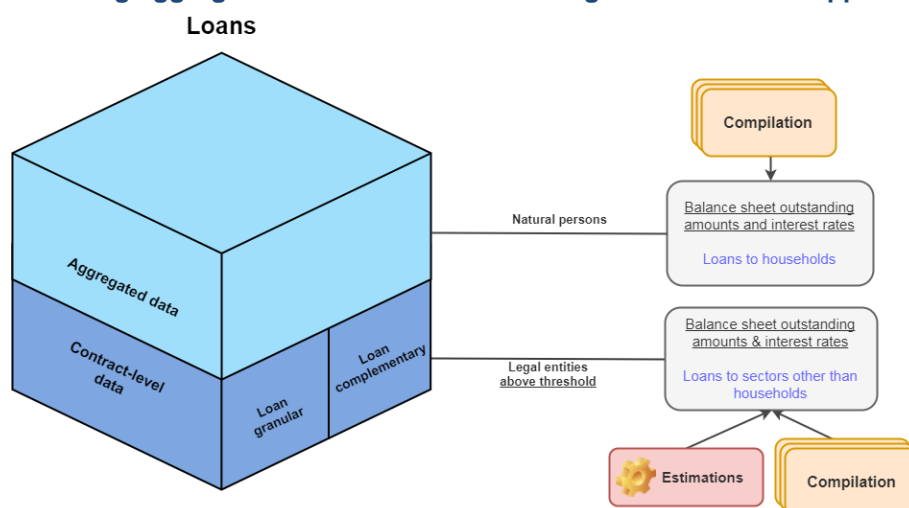 Loans
Compilation
Natural persons
Balance sheet outstanding
amounts and interest rates
Loans to households
Aggregated data
Contract-level
data
Loan
granular
Loan
complementary
Legal entities
above threshold
Balance sheet outstanding
amounts & interest rates
Loans to sectors other than
households
Estimations
Compilation